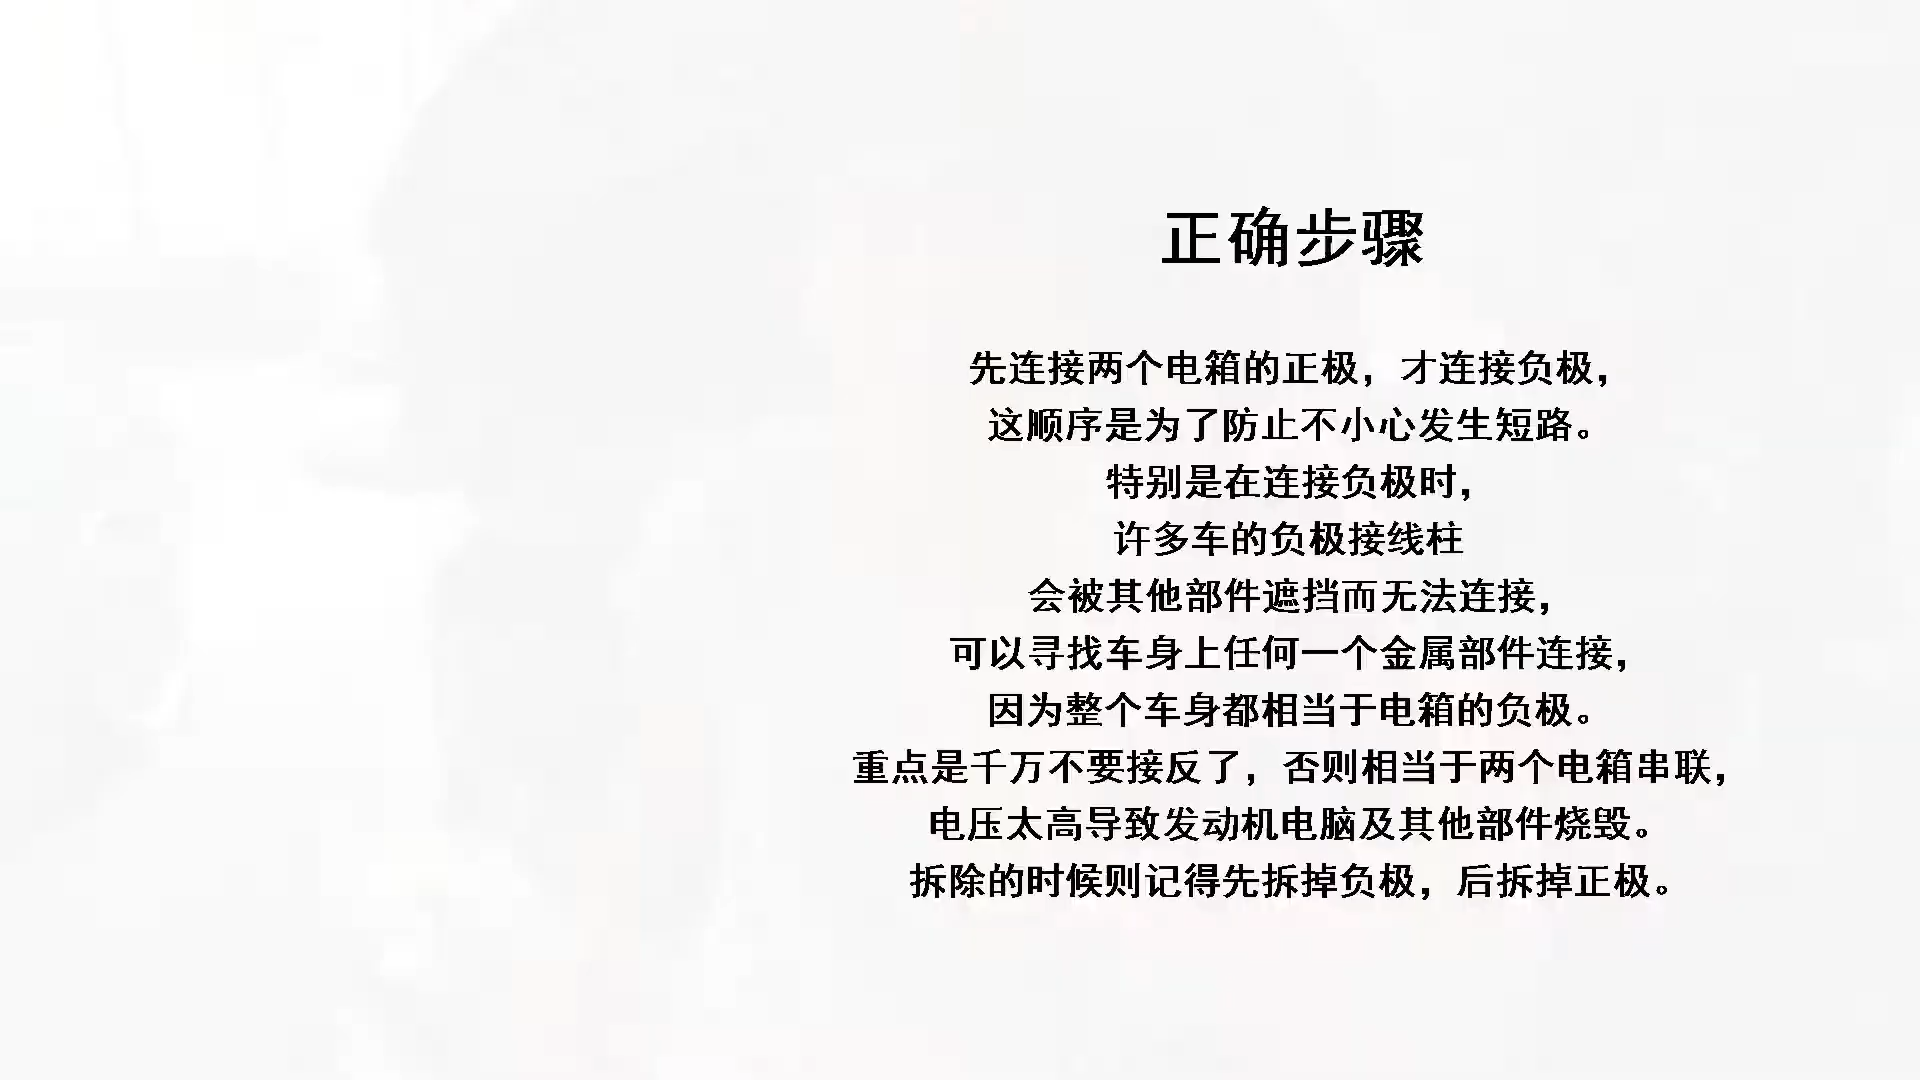 正确步骤
先连接两个电箱的正极，才连接负极，
这顺序是为了防止不小心发生短路。
特别是在连接负极时，
许多车的负极接线柱
会被其他部件遮挡而无法连接，
可以寻找车身上任何一个金属部件连接，
因为整个车身都相当于电箱的负极。
重点是千万不要接反了，否则相当于两个电箱串联，
电压太高导致发动机电脑及其他部件烧毁。
拆除的时候则记得先拆掉负极，后拆掉正极。